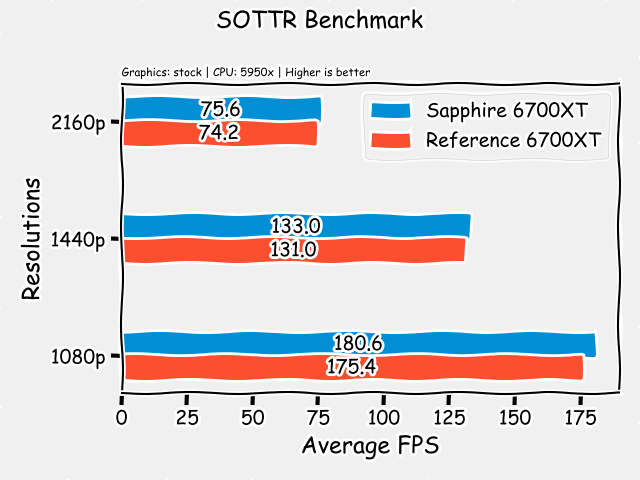 SOTTR Benchmark
Graphics: stock | CPU: 5950x | Higher is better
Sapphire 6700XT
Reference 6700XT
Resolutions
2160p
75.6
74.2
1440p
133.0
131.0
1080p
180.6
175.4
0 25 50 75 100 125 150 175
Average FPS